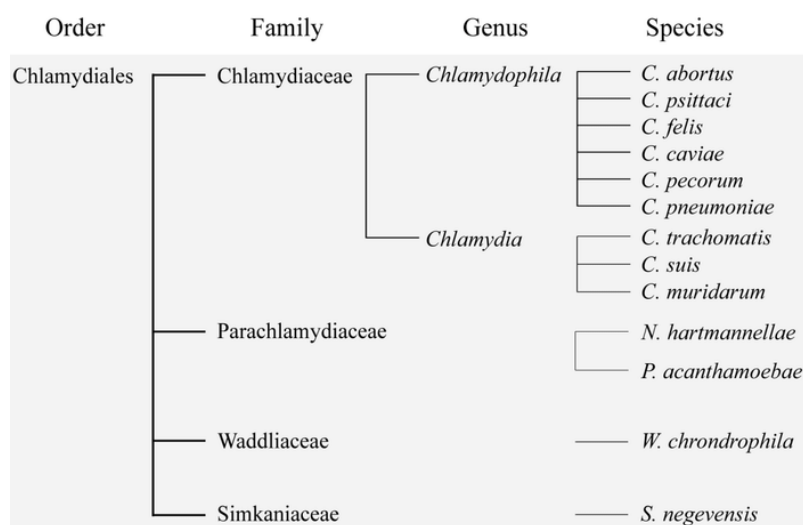 Order Family Genus Species
Chlamydiales Chlamydiaceae Chlamydophila C. abortus
C. psittaci
C. felis
C. caviae
C. pecorum
C. pneumoniae
Chlamydia C. trachomatis
C. suis
C. muridarum
Parachlamydiaceae N. hartmannellae
P. acanthamoebae
Waddliaceae W. chrondrophila
Simkaniaceae S. negevensis